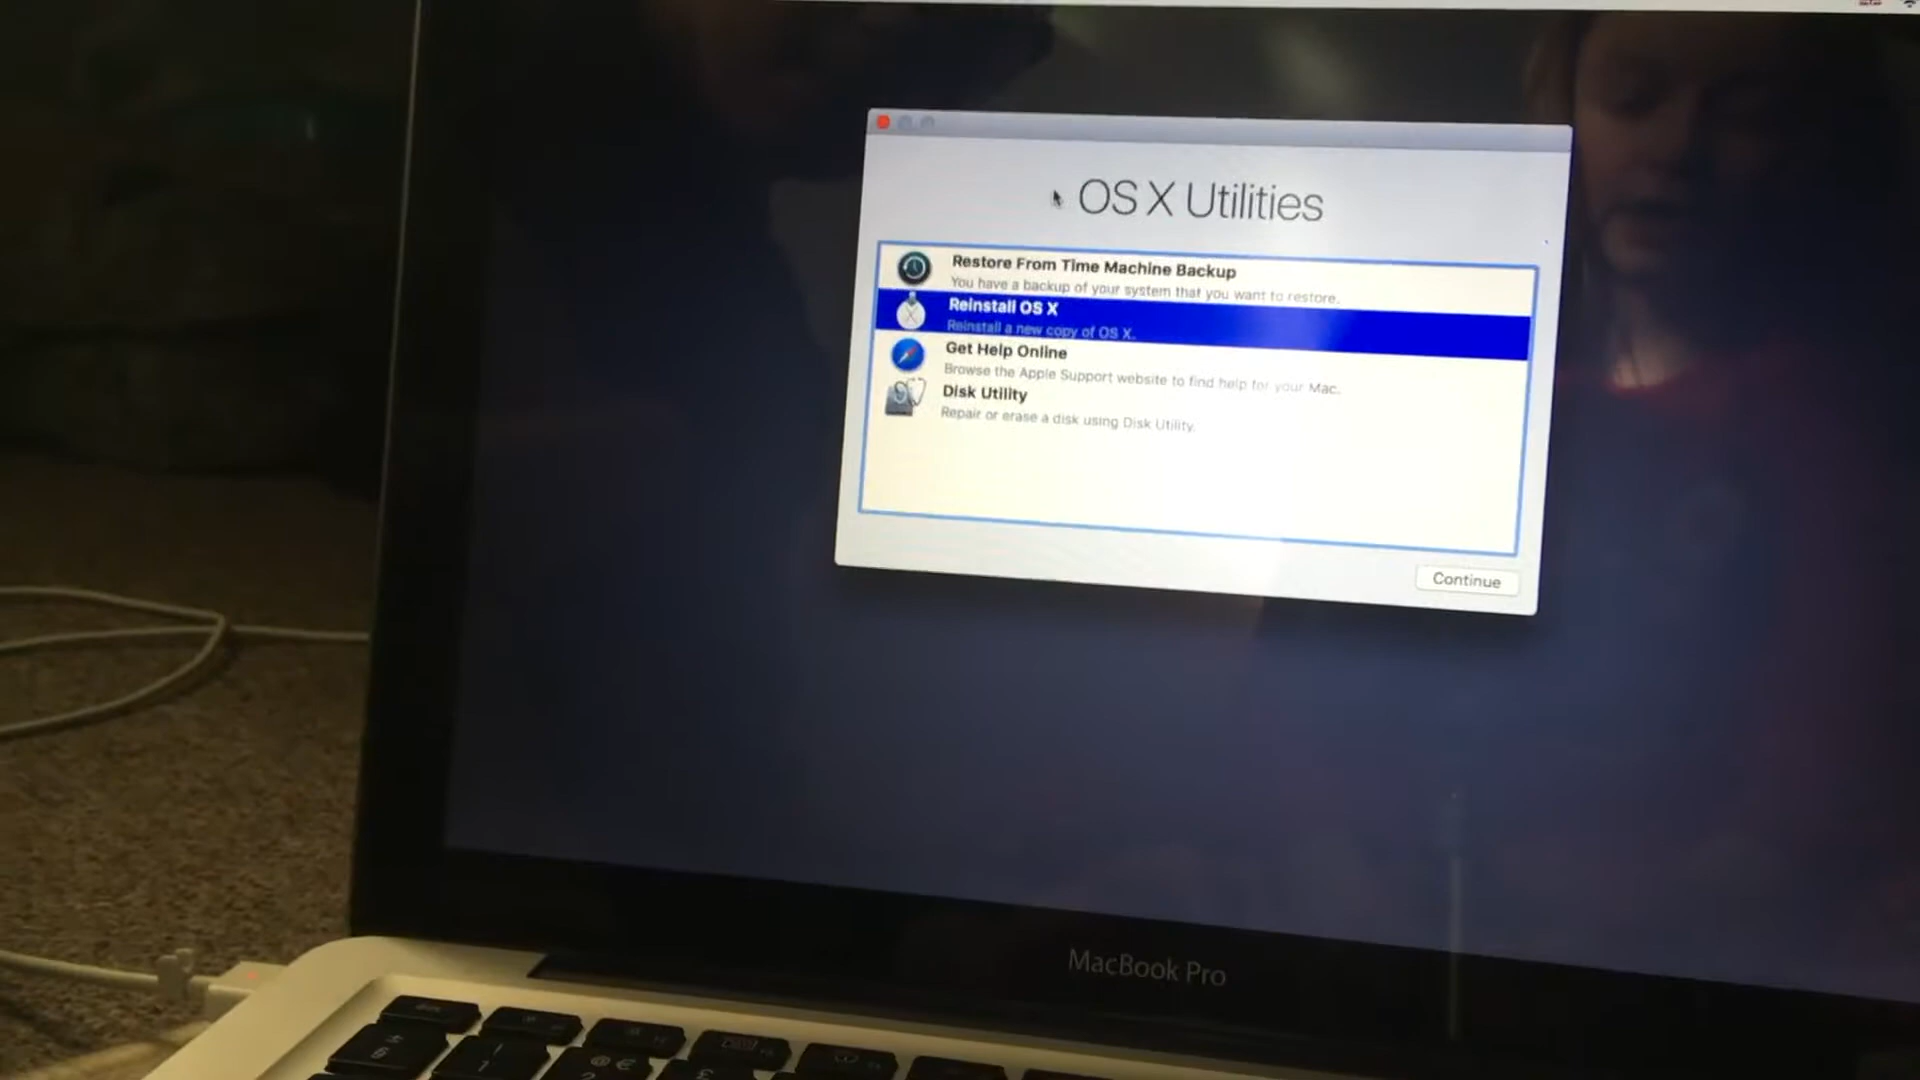 OS X Utilities
Restore From Time Machine Backup
You have a backup of your system that you want to restore.
Reinstall OS X
Reinstall a new copy of OS X.
Get Help Online
Browse the Apple Support website to find help for your Mac.
Disk Utility
Repair or erase a disk using Disk Utility.
Continue
MacBook Pro
± ! @ €
§ 1 2 £